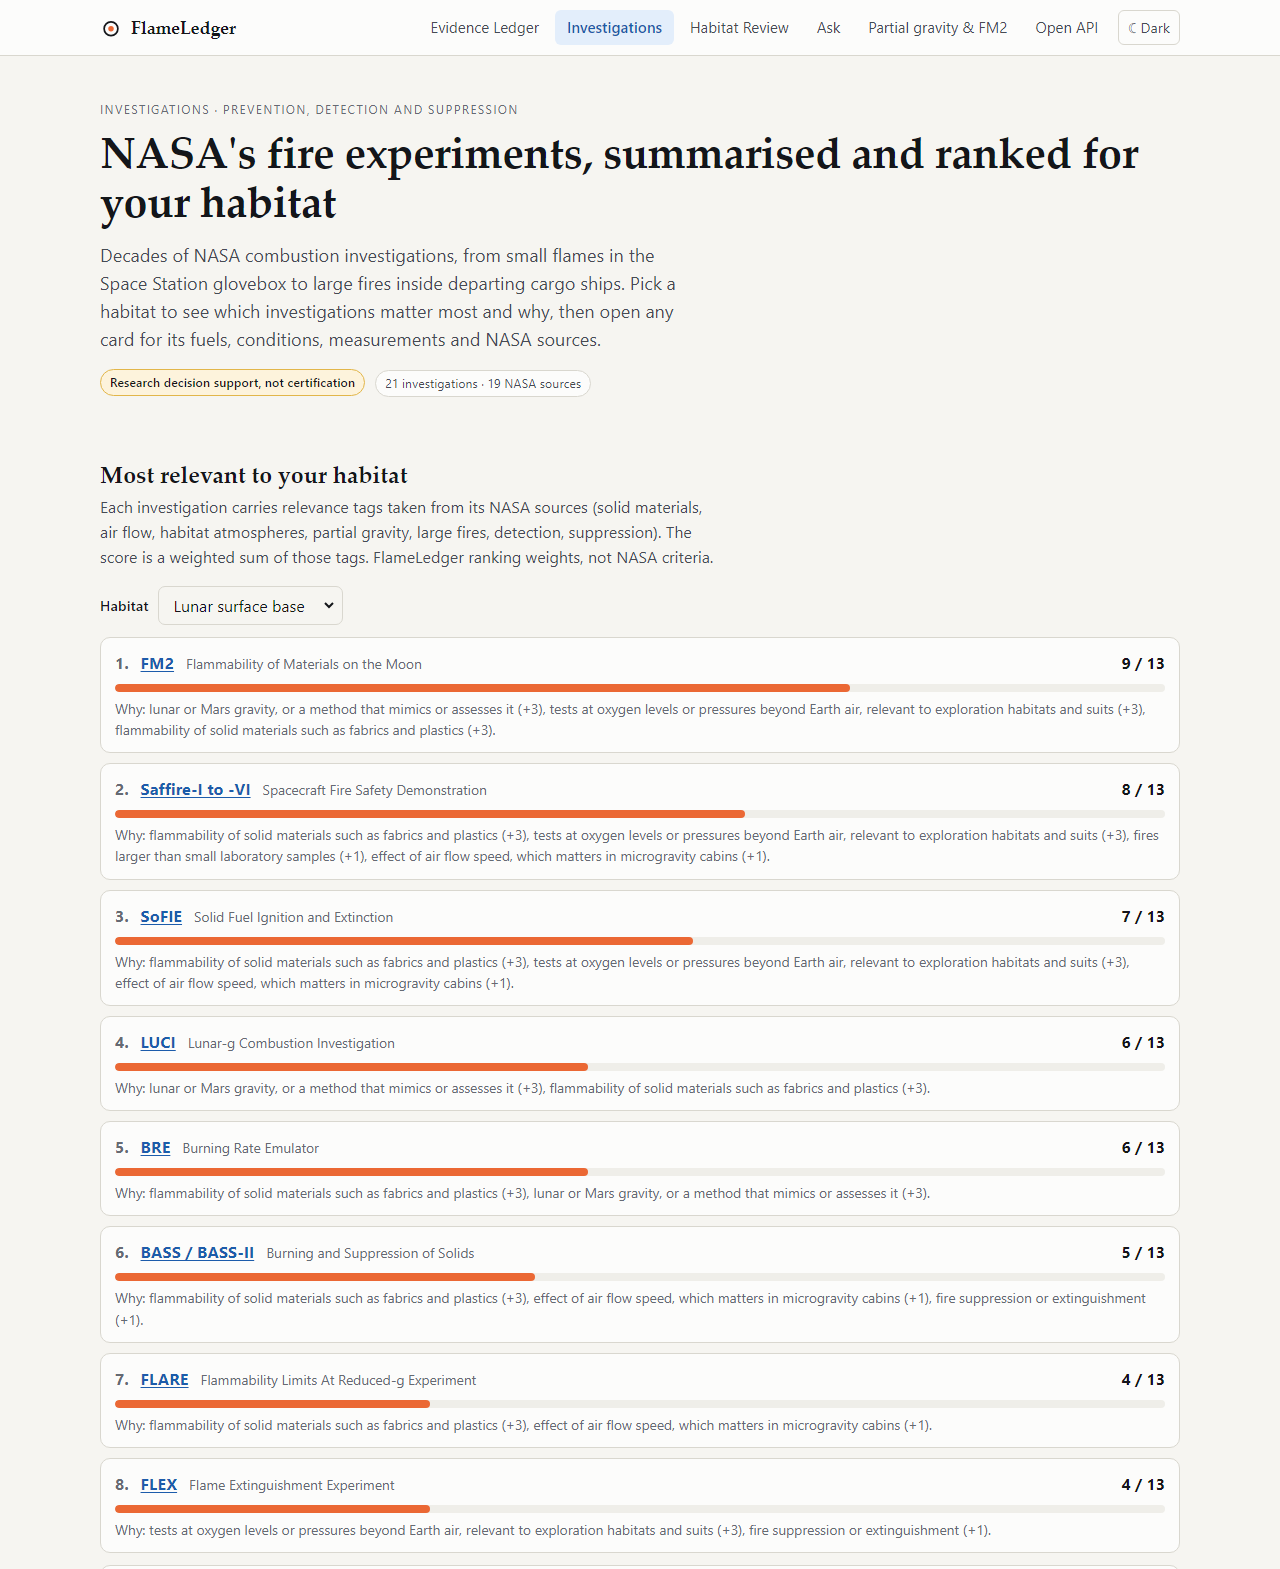 FlameLedger
Evidence Ledger
Investigations
Habitat Review
Ask
Partial gravity & FM2
Open API
☾ Dark
INVESTIGATIONS · PREVENTION, DETECTION AND SUPPRESSION
NASA's fire experiments, summarised and ranked for
your habitat
Decades of NASA combustion investigations, from small flames in the
Space Station glovebox to large fires inside departing cargo ships. Pick a
habitat to see which investigations matter most and why, then open any
card for its fuels, conditions, measurements and NASA sources.
Research decision support, not certification
21 investigations · 19 NASA sources
Most relevant to your habitat
Each investigation carries relevance tags taken from its NASA sources (solid materials,
air flow, habitat atmospheres, partial gravity, large fires, detection, suppression). The
score is a weighted sum of those tags. FlameLedger ranking weights, not NASA criteria.
Habitat
Lunar surface base
1. FM2 Flammability of Materials on the Moon 9 / 13
Why: lunar or Mars gravity, or a method that mimics or assesses it (+3), tests at oxygen levels or pressures beyond Earth air, relevant to exploration habitats and suits (+3),
flammability of solid materials such as fabrics and plastics (+3).
2. Saffire-I to -VI Spacecraft Fire Safety Demonstration 8 / 13
Why: flammability of solid materials such as fabrics and plastics (+3), tests at oxygen levels or pressures beyond Earth air, relevant to exploration habitats and suits (+3), fires
larger than small laboratory samples (+1), effect of air flow speed, which matters in microgravity cabins (+1).
3. SoFIE Solid Fuel Ignition and Extinction 7 / 13
Why: flammability of solid materials such as fabrics and plastics (+3), tests at oxygen levels or pressures beyond Earth air, relevant to exploration habitats and suits (+3),
effect of air flow speed, which matters in microgravity cabins (+1).
4. LUCI Lunar-g Combustion Investigation 6 / 13
Why: lunar or Mars gravity, or a method that mimics or assesses it (+3), flammability of solid materials such as fabrics and plastics (+3).
5. BRE Burning Rate Emulator 6 / 13
Why: flammability of solid materials such as fabrics and plastics (+3), lunar or Mars gravity, or a method that mimics or assesses it (+3).
6. BASS / BASS-II Burning and Suppression of Solids 5 / 13
Why: flammability of solid materials such as fabrics and plastics (+3), effect of air flow speed, which matters in microgravity cabins (+1), fire suppression or extinguishment
(+1).
7. FLARE Flammability Limits At Reduced-g Experiment 4 / 13
Why: flammability of solid materials such as fabrics and plastics (+3), effect of air flow speed, which matters in microgravity cabins (+1).
8. FLEX Flame Extinguishment Experiment 4 / 13
Why: tests at oxygen levels or pressures beyond Earth air, relevant to exploration habitats and suits (+3), fire suppression or extinguishment (+1).